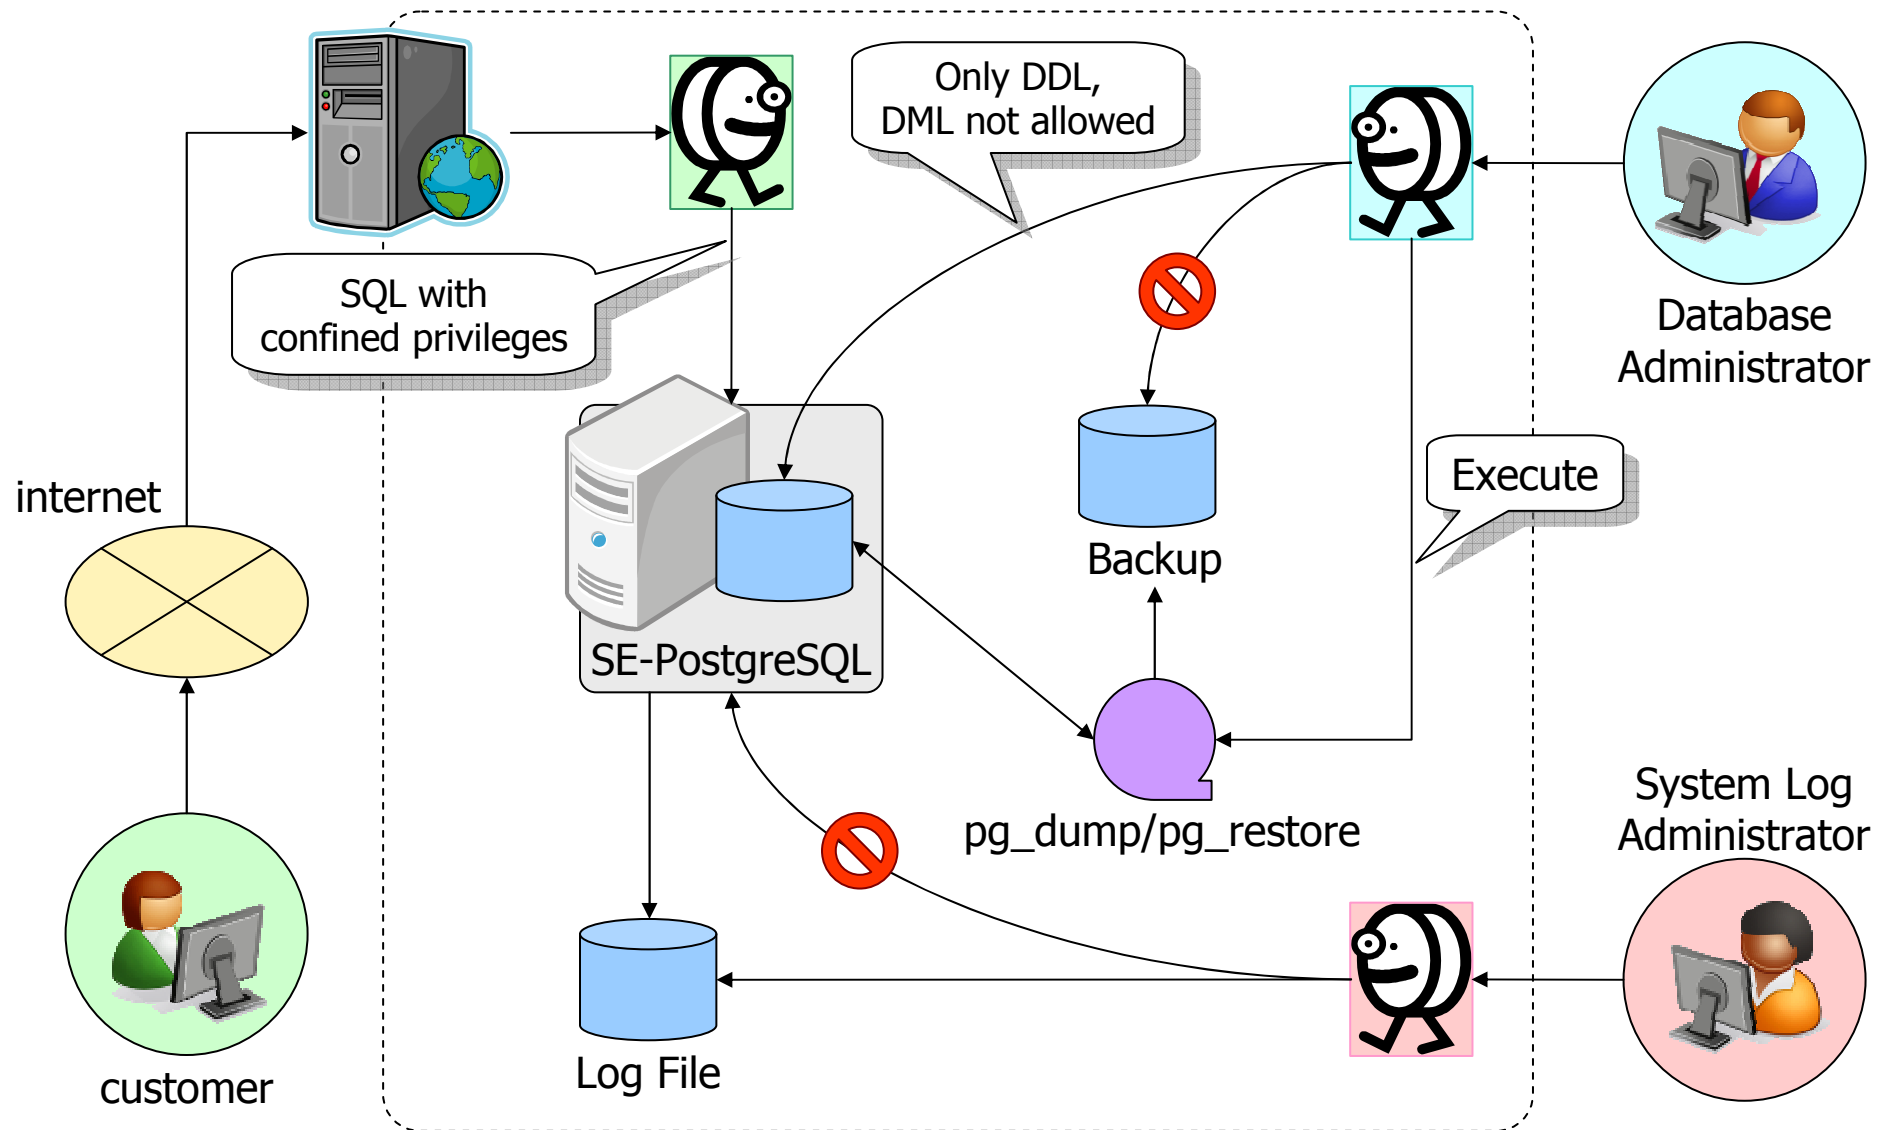 Only DDL,
DML not allowed
SQL with
confined privileges
Database
Administrator
Execute
internet
Backup
SE-PostgreSQL
pg_dump/pg_restore
System Log
Administrator
Log File
customer